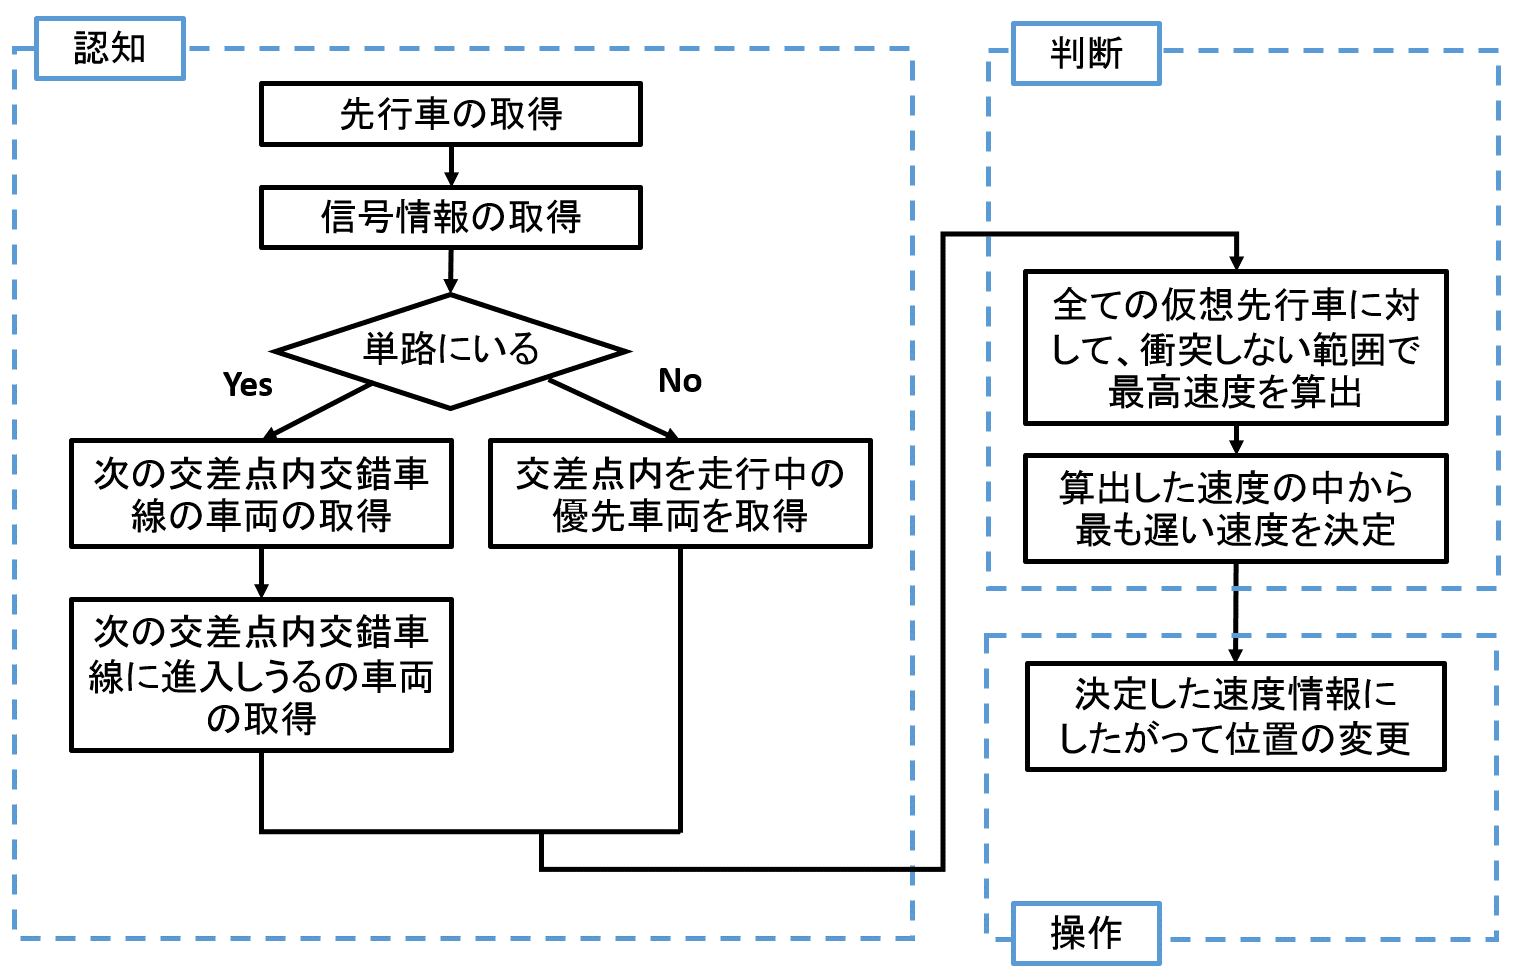 認知
先行車の取得
信号情報の取得
単路にいる
Yes
No
次の交差点内交錯車
線の車両の取得
交差点内を走行中の
優先車両を取得
次の交差点内交錯車
線に進入しうるの車両
の取得
判断
全ての仮想先行車に対
して、衝突しない範囲で
最高速度を算出
算出した速度の中から
最も遅い速度を決定
決定した速度情報に
したがって位置の変更
操作